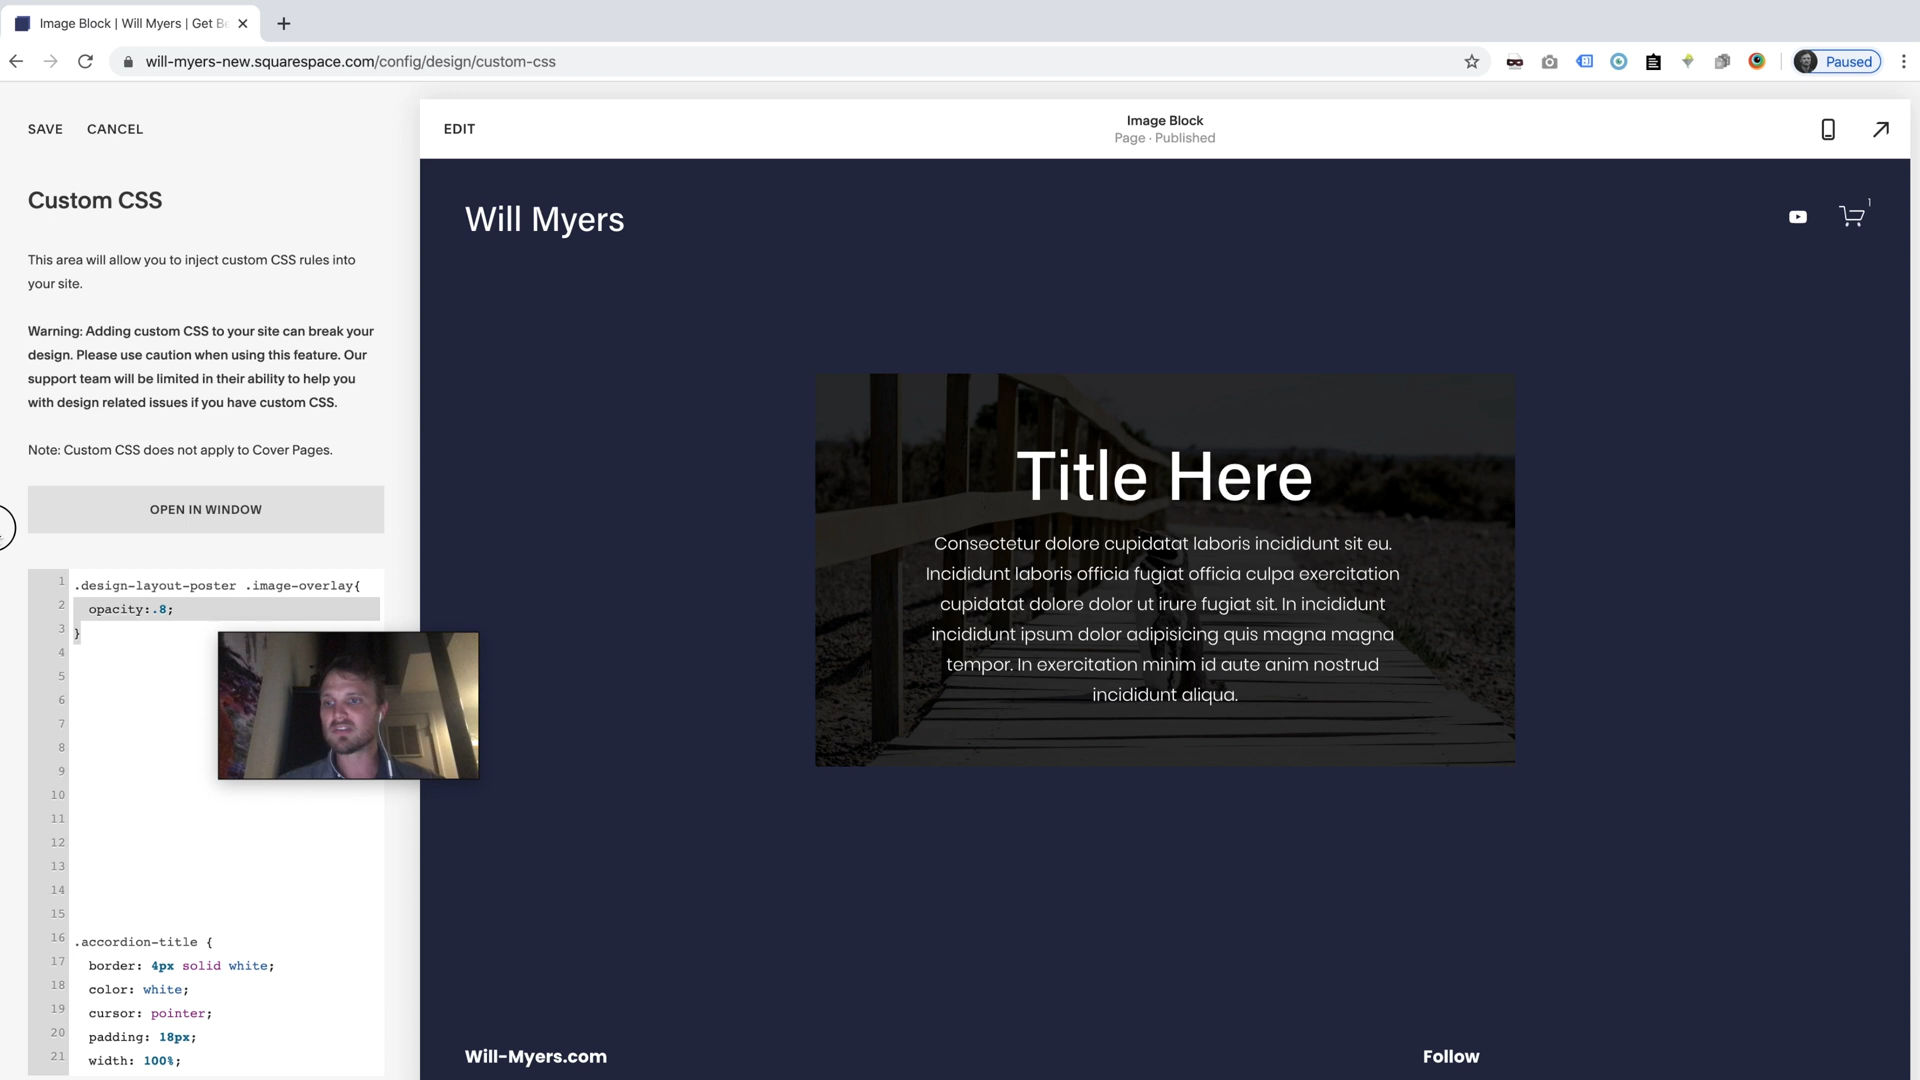 Image Block | Will Myers | Get Be
will-myers-new.squarespace.com/config/design/custom-css
Paused
SAVE CANCEL
EDIT
Image Block
Page · Published
Custom CSS
Will Myers
1
This area will allow you to inject custom CSS rules into
your site.
Warning: Adding custom CSS to your site can break your
design. Please use caution when using this feature. Our
support team will be limited in their ability to help you
with design related issues if you have custom CSS.
Note: Custom CSS does not apply to Cover Pages.
OPEN IN WINDOW
1 .design-layout-poster .image-overlay{
2 opacity:.8;
3 }
4
5
6
7
8
9
10
11
12
13
14
15
16 .accordion-title {
17 border: 4px solid white;
18 color: white;
19 cursor: pointer;
20 padding: 18px;
21 width: 100%;
Title Here
Consectetur dolore cupidatat laboris incididunt sit eu.
Incididunt laboris officia fugiat officia culpa exercitation
cupidatat dolore dolor ut irure fugiat sit. In incididunt
incididunt ipsum dolor adipisicing quis magna magna
tempor. In exercitation minim id aute anim nostrud
incididunt aliqua.
Will-Myers.com
Follow